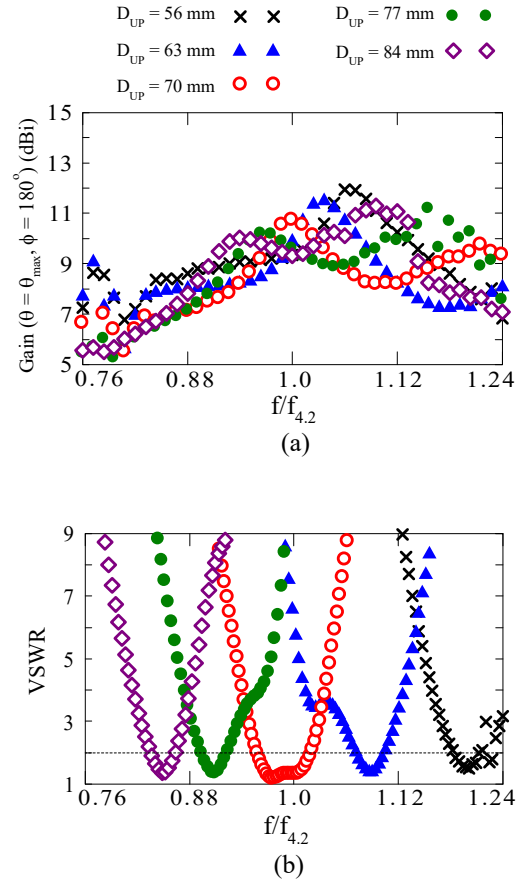 D_UP = 56 mm
D_UP = 77 mm
D_UP = 63 mm
D_UP = 84 mm
D_UP = 70 mm
Gain (θ = θ_max, ϕ = 180°) (dBi)
15
13
11
9
7
5
0.76 0.88 1.0 1.12 1.24
f/f_4.2
(a)
VSWR
9
7
5
3
1
0.76 0.88 1.0 1.12 1.24
f/f_4.2
(b)